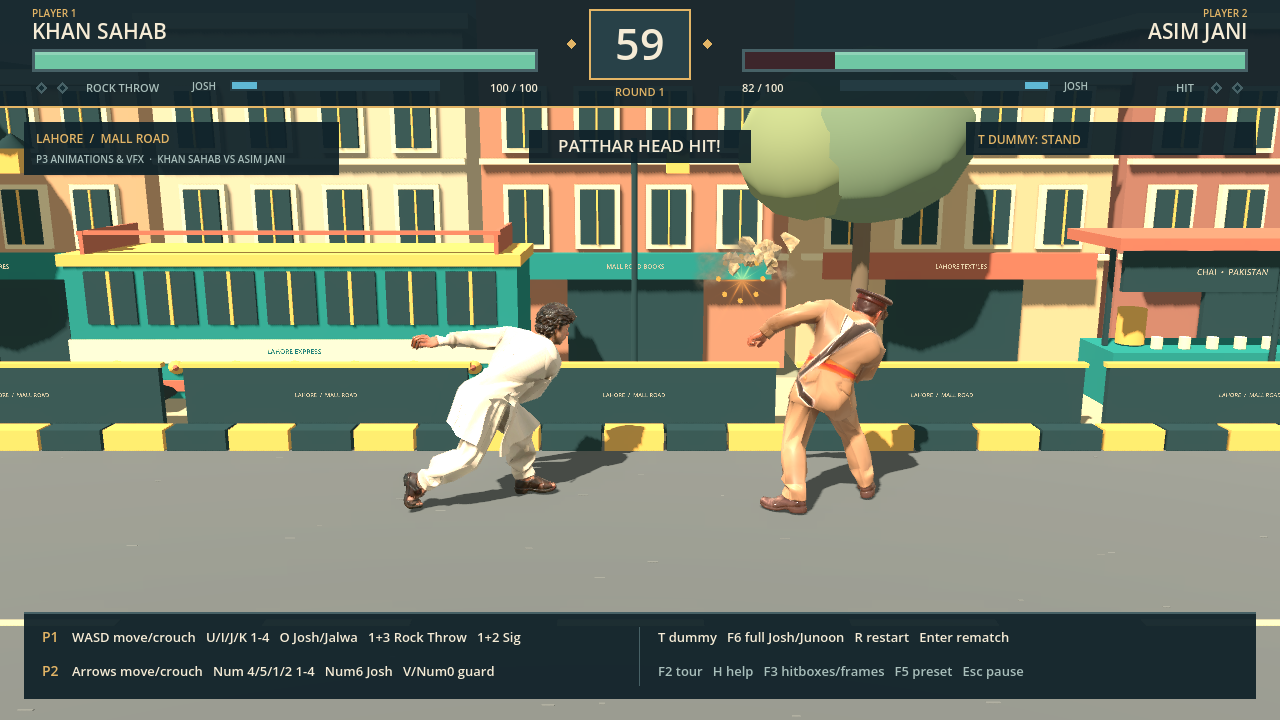 PLAYER 1
KHAN SAHAB
59
PLAYER 2
ASIM JANI
ROCK THROW
JOSH
100 / 100
ROUND 1
82 / 100
JOSH
HIT
LAHORE / MALL ROAD
P3 ANIMATIONS & VFX · KHAN SAHAB VS ASIM JANI
PATTHAR HEAD HIT!
T DUMMY: STAND
MALL ROAD BOOKS
LAHORE TEXTILES
CHAI • PAKISTAN
LAHORE EXPRESS
LAHORE / MALL ROAD
LAHORE / MALL ROAD
LAHORE / MALL ROAD
P1 WASD move/crouch U/I/J/K 1-4 O Josh/Jalwa 1+3 Rock Throw 1+2 Sig
T dummy F6 full Josh/Junoon R restart Enter rematch
P2 Arrows move/crouch Num 4/5/1/2 1-4 Num6 Josh V/Num0 guard
F2 tour H help F3 hitboxes/frames F5 preset Esc pause